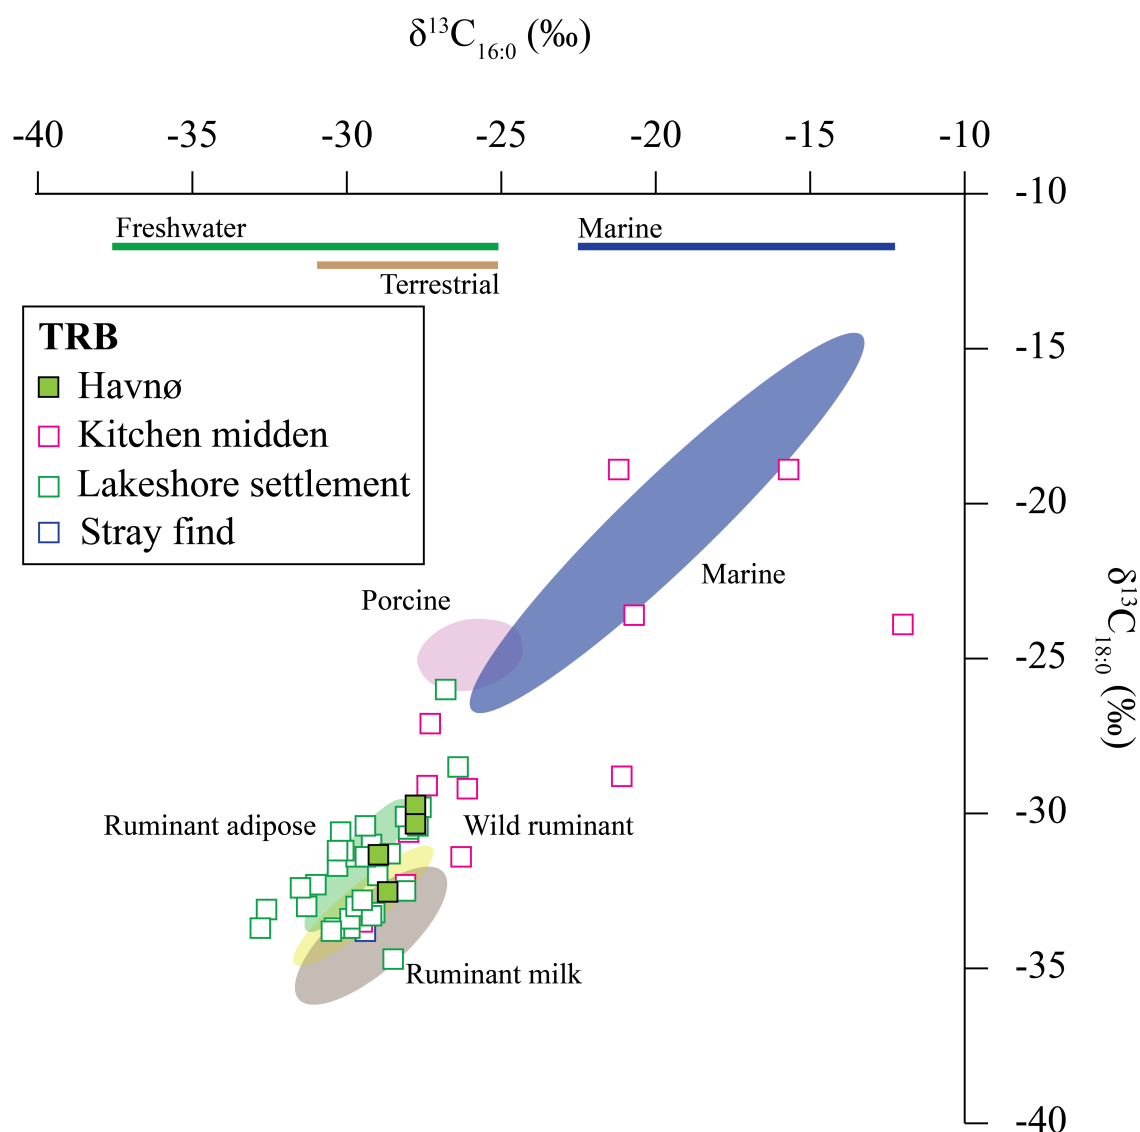 δ¹³C₁₆:₀ (‰)
-40 -35 -30 -25 -20 -15 -10
-10
Freshwater
Marine
Terrestrial
TRB
Havnø
Kitchen midden
Lakeshore settlement
Stray find
-15
-20
Marine
δ¹³C₁₈:₀ (‰)
Porcine
-25
Ruminant adipose
Wild ruminant
-30
Ruminant milk
-35
-40